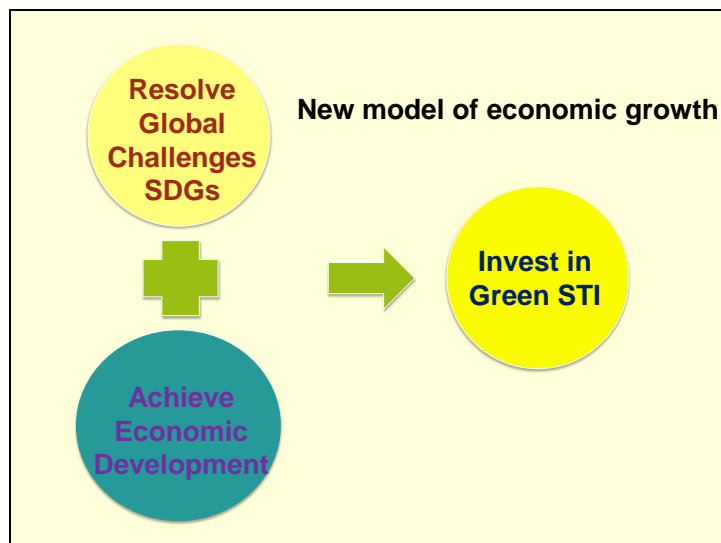 Resolve
Global
Challenges
SDGs
New model of economic growth
Invest in
Green STI
Achieve
Economic
Development